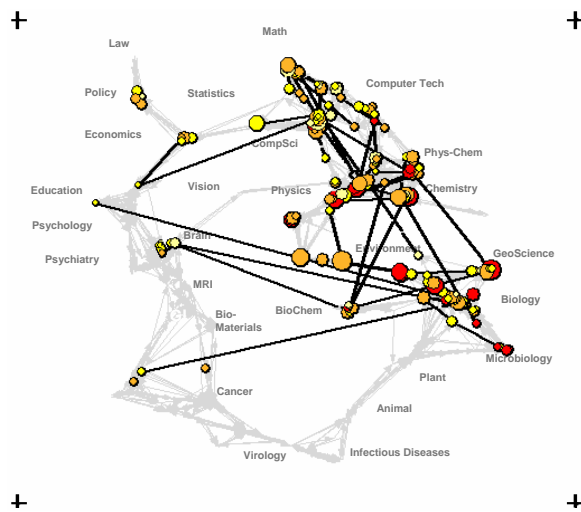 Math
Law
Computer Tech
Policy
Statistics
Economics
CompSci
Phys-Chem
Education
Vision
Physics
Chemistry
Psychology
Brain
Environment
GeoScience
Psychiatry
MRI
BioChem
Biology
Bio-
Materials
Microbiology
Plant
Cancer
Animal
Virology
Infectious Diseases